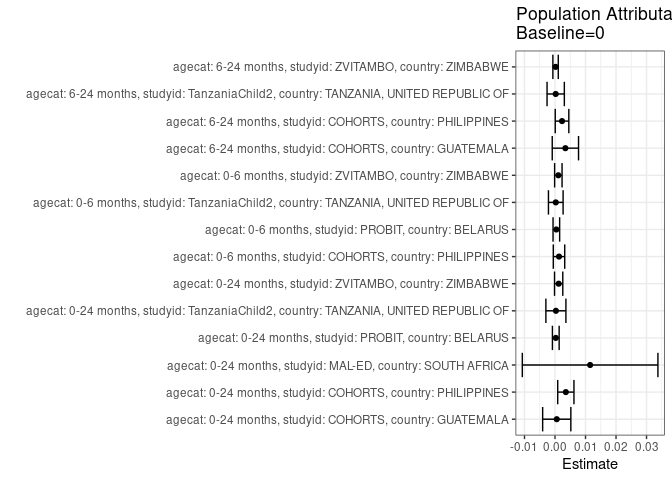 Population Attributa
Baseline=0
agecat: 6-24 months, studyid: ZVITAMBO, country: ZIMBABWE
agecat: 6-24 months, studyid: TanzaniaChild2, country: TANZANIA, UNITED REPUBLIC OF
agecat: 6-24 months, studyid: COHORTS, country: PHILIPPINES
agecat: 6-24 months, studyid: COHORTS, country: GUATEMALA
agecat: 0-6 months, studyid: ZVITAMBO, country: ZIMBABWE
agecat: 0-6 months, studyid: TanzaniaChild2, country: TANZANIA, UNITED REPUBLIC OF
agecat: 0-6 months, studyid: PROBIT, country: BELARUS
agecat: 0-6 months, studyid: COHORTS, country: PHILIPPINES
agecat: 0-24 months, studyid: ZVITAMBO, country: ZIMBABWE
agecat: 0-24 months, studyid: TanzaniaChild2, country: TANZANIA, UNITED REPUBLIC OF
agecat: 0-24 months, studyid: PROBIT, country: BELARUS
agecat: 0-24 months, studyid: MAL-ED, country: SOUTH AFRICA
agecat: 0-24 months, studyid: COHORTS, country: PHILIPPINES
agecat: 0-24 months, studyid: COHORTS, country: GUATEMALA
-0.01 0.00 0.01 0.02 0.03
Estimate